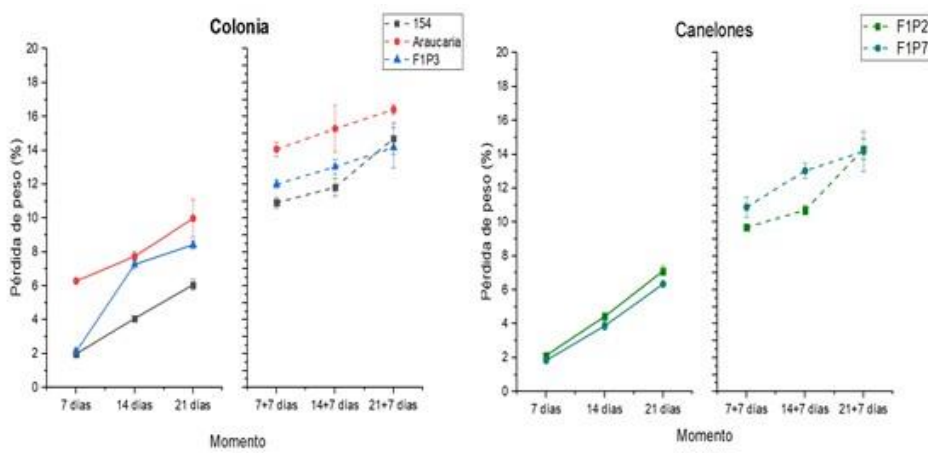 Colonia
154
Araucaria
F1P3
Pérdida de peso (%)
20
18
16
14
12
10
8
6
4
2
0
7 días 14 días 21 días 7+7 días 14+7 días 21+7 días
Momento
Canelones
F1P2
F1P7
Pérdida de peso (%)
20
18
16
14
12
10
8
6
4
2
0
7 días 14 días 21 días 7+7 días 14+7 días 21+7 días
Momento